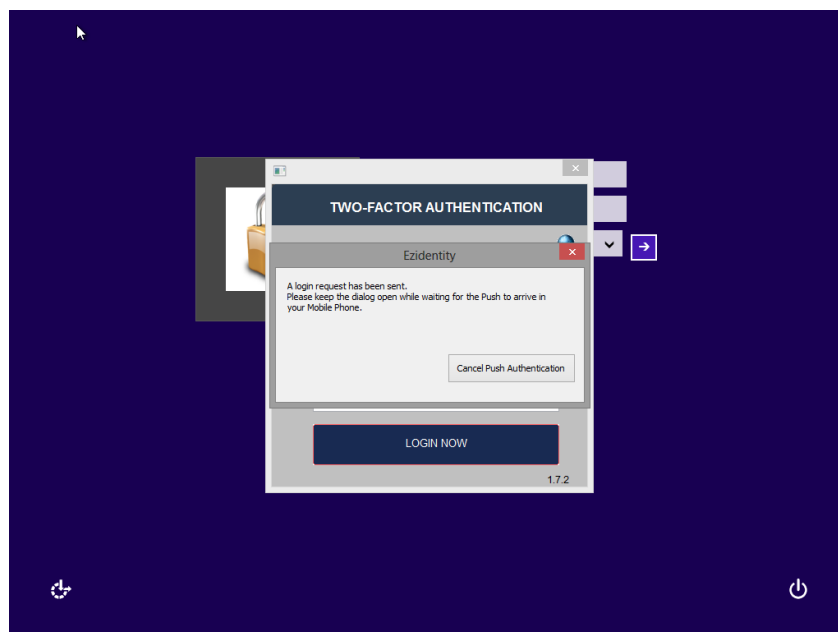 TWO-FACTOR AUTHENTICATION
Ezidentity
A login request has been sent.
Please keep the dialog open while waiting for the Push to arrive in
your Mobile Phone.
Cancel Push Authentication
LOGIN NOW
1.7.2